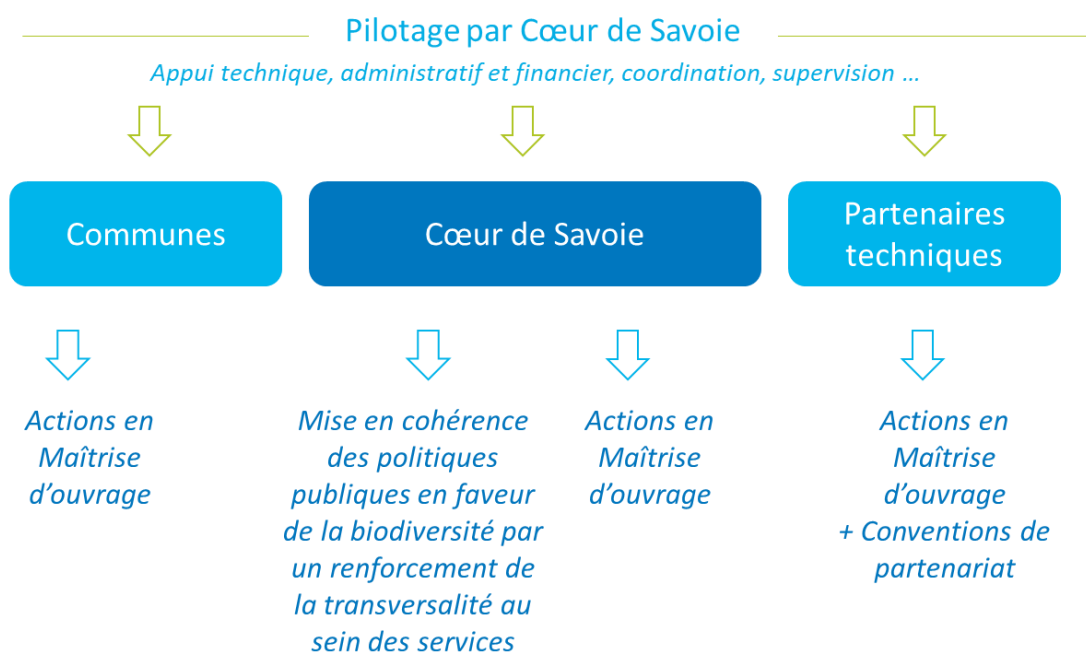 Pilotage par Cœur de Savoie
Appui technique, administratif et financier, coordination, supervision …
Communes
Cœur de Savoie
Partenaires
techniques
Actions en
Maîtrise
d’ouvrage
Mise en cohérence
des politiques
publiques en faveur
de la biodiversité par
un renforcement de
la transversalité au
sein des services
Actions en
Maîtrise
d’ouvrage
Actions en
Maîtrise
d’ouvrage
+ Conventions de
partenariat